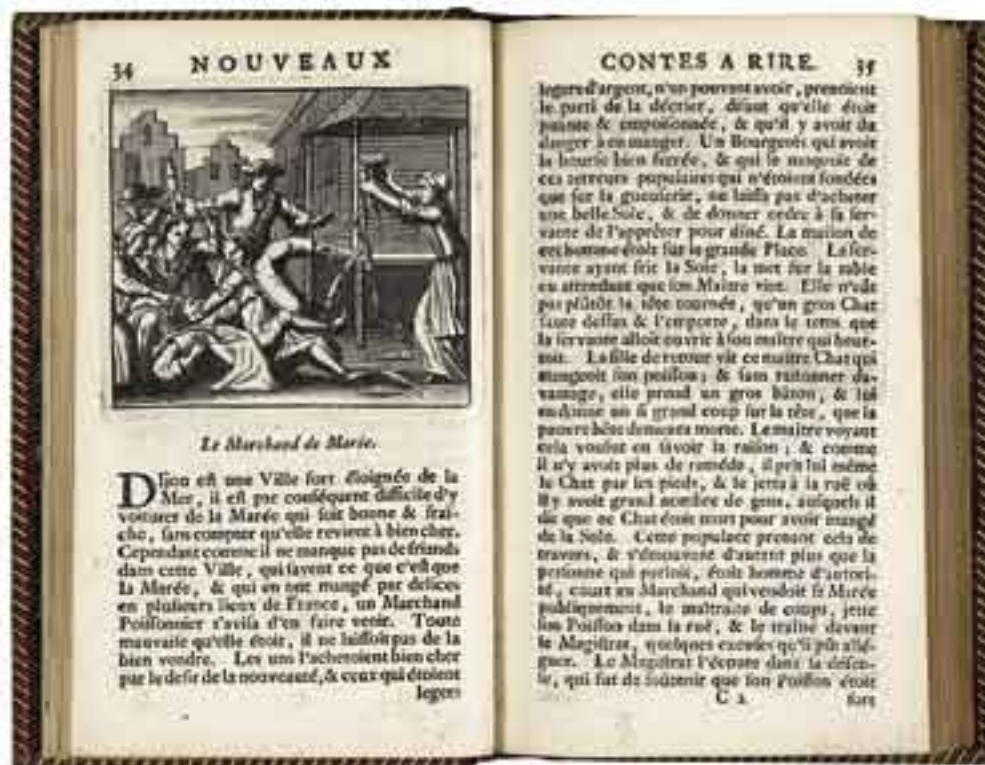 34 NOUVEAUX
Le Marchand de Marée.
DIjon est une Ville fort éloignée de la
Mer, il est par conséquent difficile d'y
voiturer de la Marée qui soit bonne & fraî-
che, sans compter qu'elle revient à bien cher.
Cependant comme il ne manque pas de friands
dans cette Ville, qui savent ce que c'est que
la Marée, & qui en ont mangé par delices
en plusieurs lieux de France, un Marchand
Poissonnier s'avisa d'en faire venir. Toute
mauvaise qu'elle étoit, il ne laissoit pas de la
bien vendre. Les uns l'achetoient bien cher
par le desir de la nouveauté, & ceux qui étoient
legers
CONTES A RIRE. 35
legers d'argent, n'en pouvant avoir, prenoient
le parti de la décrier, disant qu'elle étoit
puante & empoisonnée, & qu'il y avoit du
danger à en manger. Un Bourgeois qui avoit
la bourse bien ferrée, & qui se moquoit de
ces terreurs populaires qui n'étoient fondées
que sur la gueuserie, ne laissa pas d'acheter
une belle Sole, & de donner ordre à sa ser-
vante de l'apprêter pour diné. La maison de
cet homme étoit sur la grande Place. La ser-
vante ayant frit la Sole, la met sur la table
en attendant que son Maître vint. Elle n'eut
pas plûtôt la tête tournée, qu'un gros Chat
saute dessus & l'emporte, dans le tems que
la servante alloit ouvrir à son maître qui heur-
toit. La fille de retour vit ce maître Chat qui
mangeoit son poisson; & sans raisonner da-
vantage, elle prend un gros bâton, & lui
en donne un si grand coup sur la tête, que la
pauvre bête demeura morte. Le maître voyant
cela voulut en savoir la raison; & comme
il n'y avoit plus de remède, il prit lui même
le Chat par les pieds, & le jetta à la ruë où
il y avoit grand nombre de gens, ausquels il
dit que ce Chat étoit mort pour avoir mangé
de la Sole. Cette populace prenant cela de
travers, & s'émouvant d'autant plus que la
personne qui parloit, étoit homme d'autori-
té, court au Marchand qui vendoit sa Marée
publiquement, le maltraite de coups, jette
son Poisson dans la ruë, & le traîne devant
le Magistrat, quelques excuses qu'il pût allé-
guer. Le Magistrat l'écoute dans sa défen-
se, qui fut de soûtenir que son Poisson étoit
C 2 fort